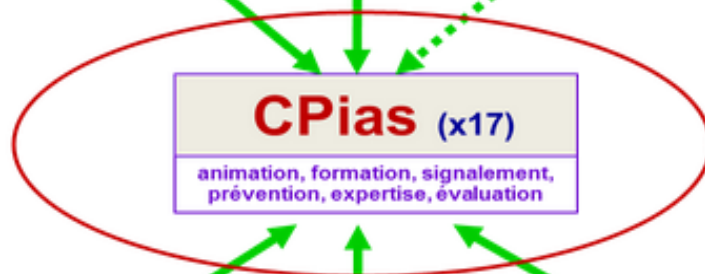 CPias (x17)
animation, formation, signalement,
prévention, expertise, évaluation